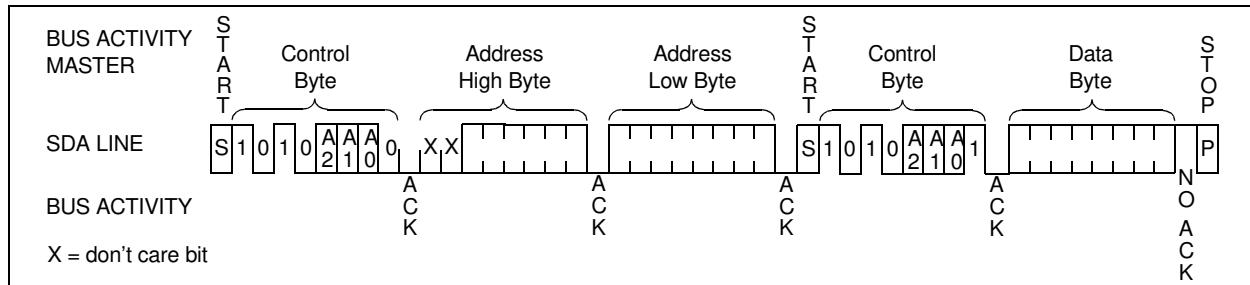 BUS ACTIVITY
MASTER
START
Control
Byte
Address
High Byte
Address
Low Byte
START
Control
Byte
Data
Byte
STOP
SDA LINE
S 1 0 1 0 A2 A1 A0 0 X X S 1 0 1 0 A2 A1 A0 1 P
BUS ACTIVITY
ACK
ACK
ACK
ACK
NO ACK
X = don't care bit